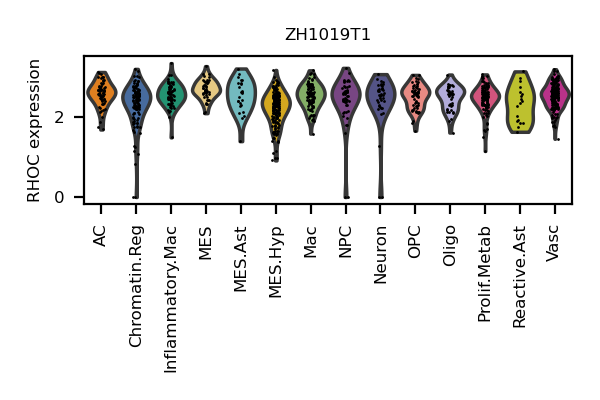 ZH1019T1
RHOC expression
2
0
AC
Chromatin.Reg
Inflammatory.Mac
MES
MES.Ast
MES.Hyp
Mac
NPC
Neuron
OPC
Oligo
Prolif.Metab
Reactive.Ast
Vasc